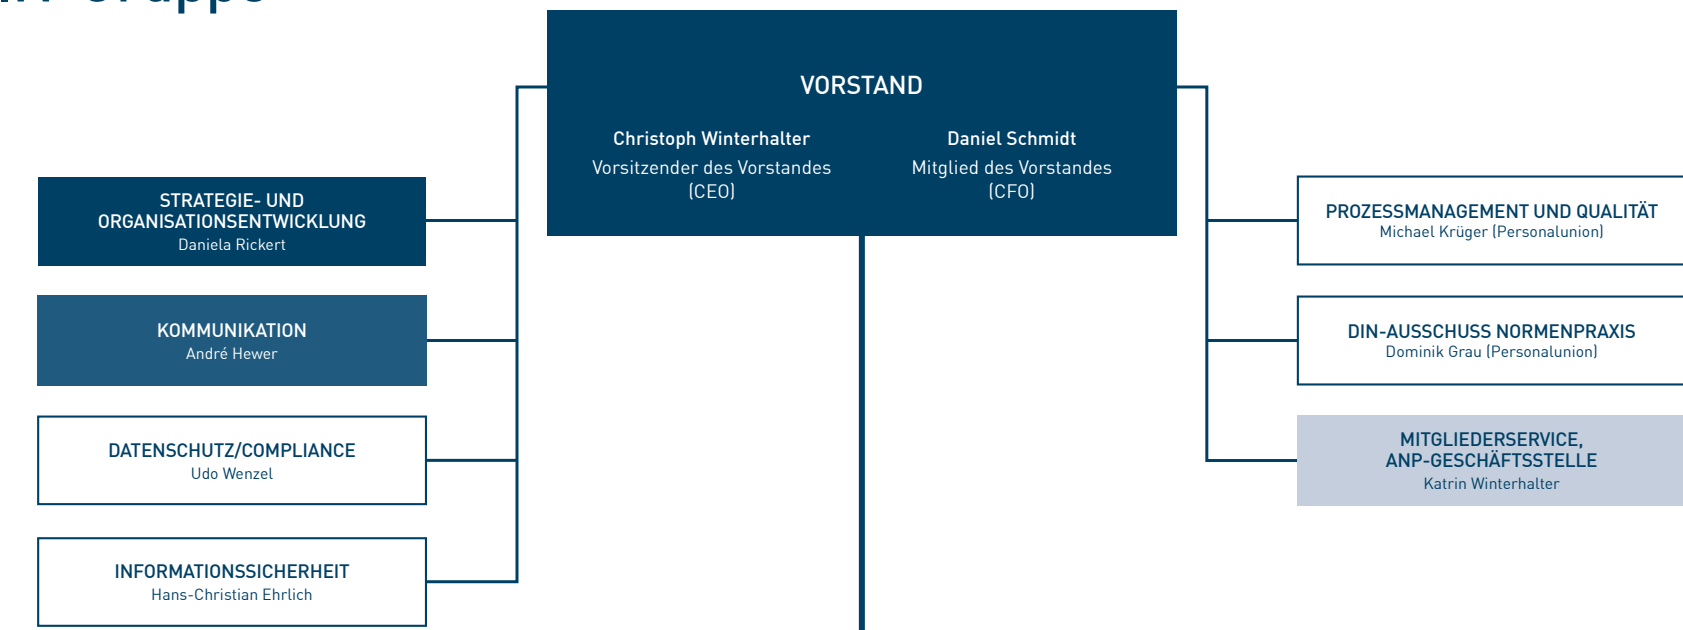 VORSTAND
Christoph Winterhalter
Vorsitzender des Vorstandes
(CEO)
Daniel Schmidt
Mitglied des Vorstandes
(CFO)
STRATEGIE- UND
ORGANISATIONSENTWICKLUNG
Daniela Rickert
KOMMUNIKATION
André Hewer
DATENSCHUTZ/COMPLIANCE
Udo Wenzel
INFORMATIONSSICHERHEIT
Hans-Christian Ehrlich
PROZESSMANAGEMENT UND QUALITÄT
Michael Krüger (Personalunion)
DIN-AUSSCHUSS NORMENPRAXIS
Dominik Grau (Personalunion)
MITGLIEDERSERVICE,
ANP-GESCHÄFTSSTELLE
Katrin Winterhalter